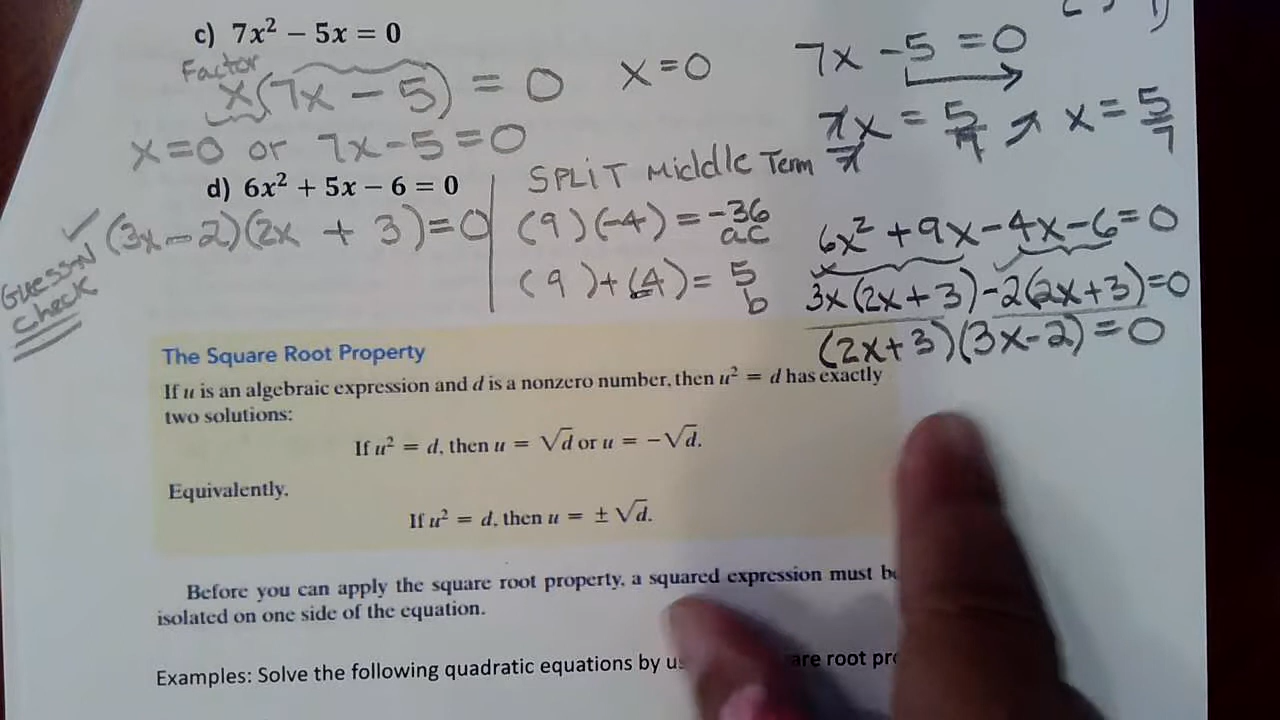 c) 7x² − 5x = 0
Factor
x(7x − 5) = 0
x=0 or 7x−5=0
x=0
7x −5 =0
7x/7 = 5/7 → x = 5/7
d) 6x² + 5x − 6 = 0
(3x−2)(2x + 3)=0
GUESS N
check
SPLIT Middle Term
(9)(-4) = -36
ac
(9)+(4)= 5
b
6x² +9x−4x−6=0
3x(2x+3)−2(2x+3)=0
(2x+3)(3x−2)=0
The Square Root Property
If u is an algebraic expression and d is a nonzero number, then u² = d has exactly
two solutions:
If u² = d, then u = √d or u = −√d.
Equivalently,
If u² = d, then u = ±√d.
Before you can apply the square root property, a squared expression must
isolated on one side of the equation.
Examples: Solve the following quadratic equations by